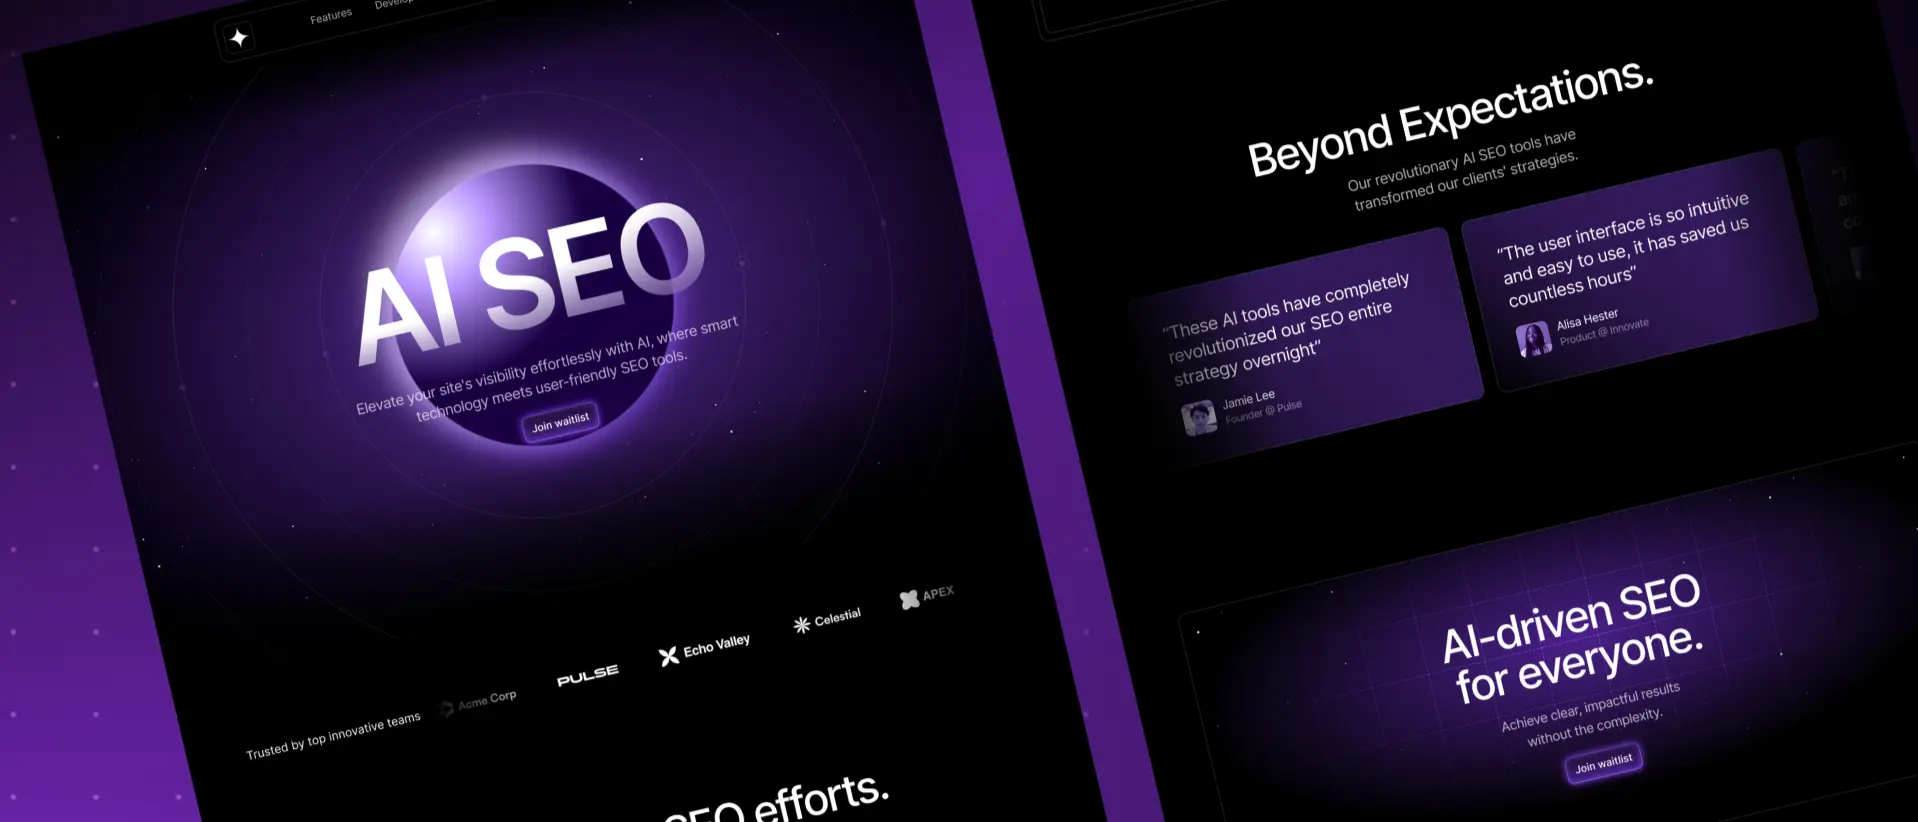 Features
AI SEO
Elevate your site's visibility effortlessly with AI, where smart
technology meets user-friendly SEO tools.
Join waitlist
Trusted by top innovative teams
Acme Corp
PULSE
Echo Valley
Celestial
APEX
SEO efforts.
Beyond Expectations.
Our revolutionary AI SEO tools have
transformed our clients' strategies.
“These AI tools have completely
revolutionized our SEO entire
strategy overnight”
Jamie Lee
Founder @ Pulse
“The user interface is so intuitive
and easy to use, it has saved us
countless hours”
Alisa Hester
Product @ Innovate
AI-driven SEO
for everyone.
Achieve clear, impactful results
without the complexity.
Join waitlist